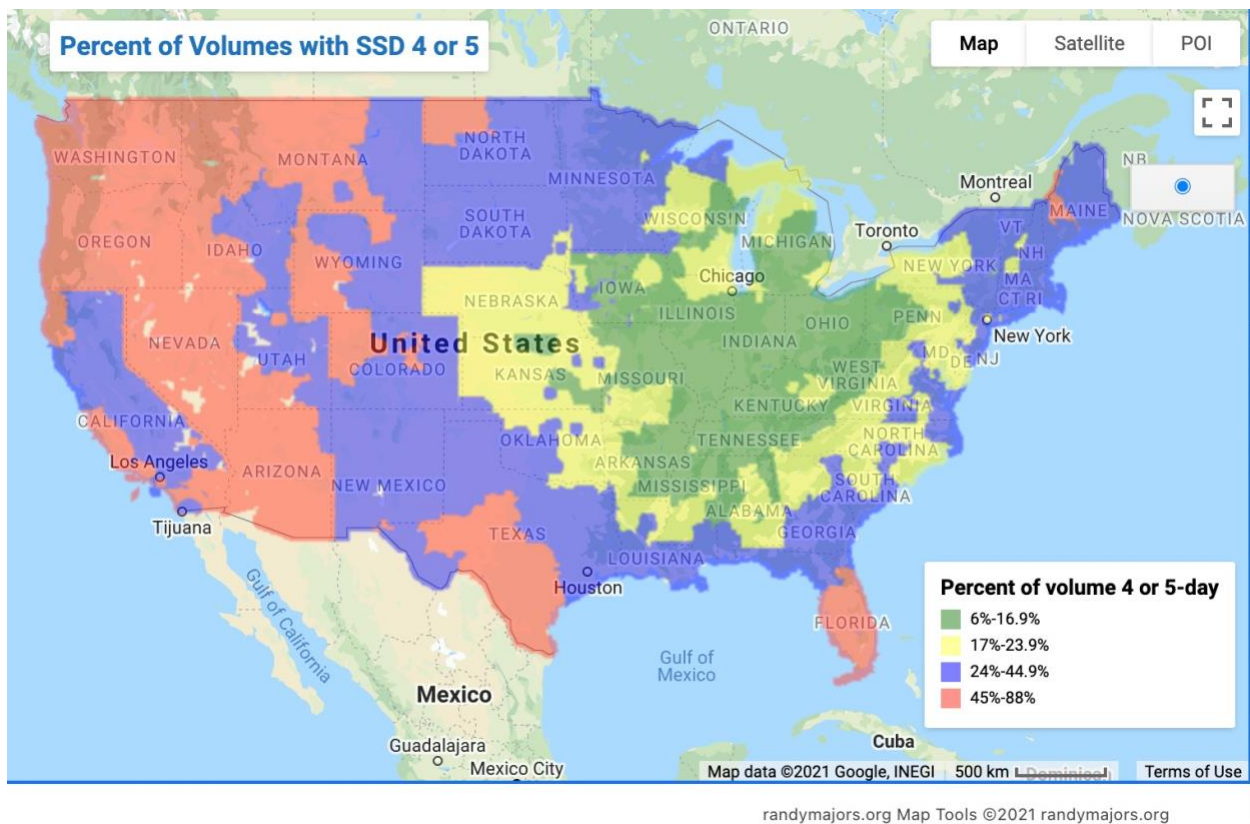 Percent of Volumes with SSD 4 or 5
ONTARIO
Map
Satellite
POI
WASHINGTON
MONTANA
NORTH
DAKOTA
MINNESOTA
Montreal
NB
MAINE
NOVA SCOTIA
OREGON
IDAHO
WYOMING
SOUTH
DAKOTA
WISCONSIN
MICHIGAN
Toronto
VT
NH
NEW YORK
MA
CT RI
Chicago
IOWA
NEBRASKA
ILLINOIS
INDIANA
OHIO
PENN
New York
NEVADA
UTAH
United States
COLORADO
KANSAS
MISSOURI
WEST
VIRGINIA
MD
DE
NJ
KENTUCKY
VIRGINIA
CALIFORNIA
Los Angeles
ARIZONA
NEW MEXICO
OKLAHOMA
ARKANSAS
TENNESSEE
NORTH
CAROLINA
MISSISSIPPI
SOUTH
CAROLINA
ALABAMA
GEORGIA
Tijuana
TEXAS
LOUISIANA
Houston
FLORIDA
Gulf of
California
Gulf of
Mexico
Mexico
Guadalajara
Mexico City
Cuba
Percent of volume 4 or 5-day
6%-16.9%
17%-23.9%
24%-44.9%
45%-88%
Map data ©2021 Google, INEGI
500 km
Dominican
Terms of Use
randymajors.org Map Tools ©2021 randymajors.org